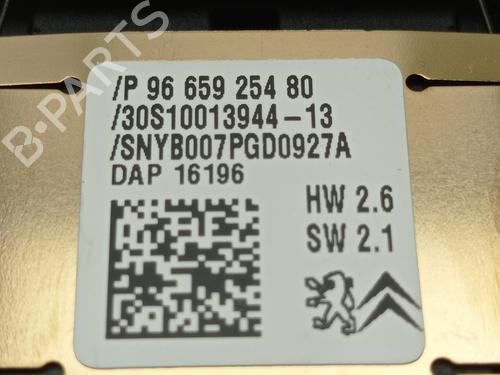 B-PARTS
/P 96 659 254 80
/30S10013944-13
/SNYB007PGD0927A
DAP 16196
HW 2.6
SW 2.1